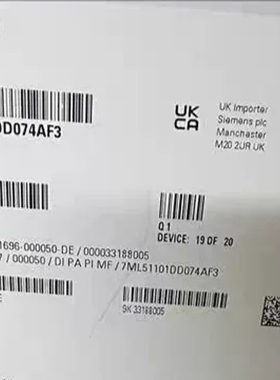 UK
CA
UK Importer
Siemens plc
Manchester
M20 2UR UK
DD074AF3
Q 1
DEVICE: 19 OF 20
1696-000050-DE / 000033188005
7 / 000050 / DI PA PI MF / 7ML51101DD074AF3
E
SK 33188005